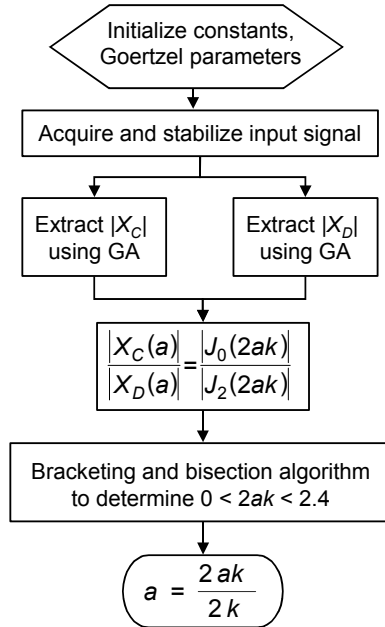 Initialize constants,
Goertzel parameters
Acquire and stabilize input signal
Extract |X_C|
using GA
Extract |X_D|
using GA
|X_C(a)| / |X_D(a)| = |J_0(2ak)| / |J_2(2ak)|
Bracketing and bisection algorithm
to determine 0 < 2ak < 2.4
a = 2ak / 2k